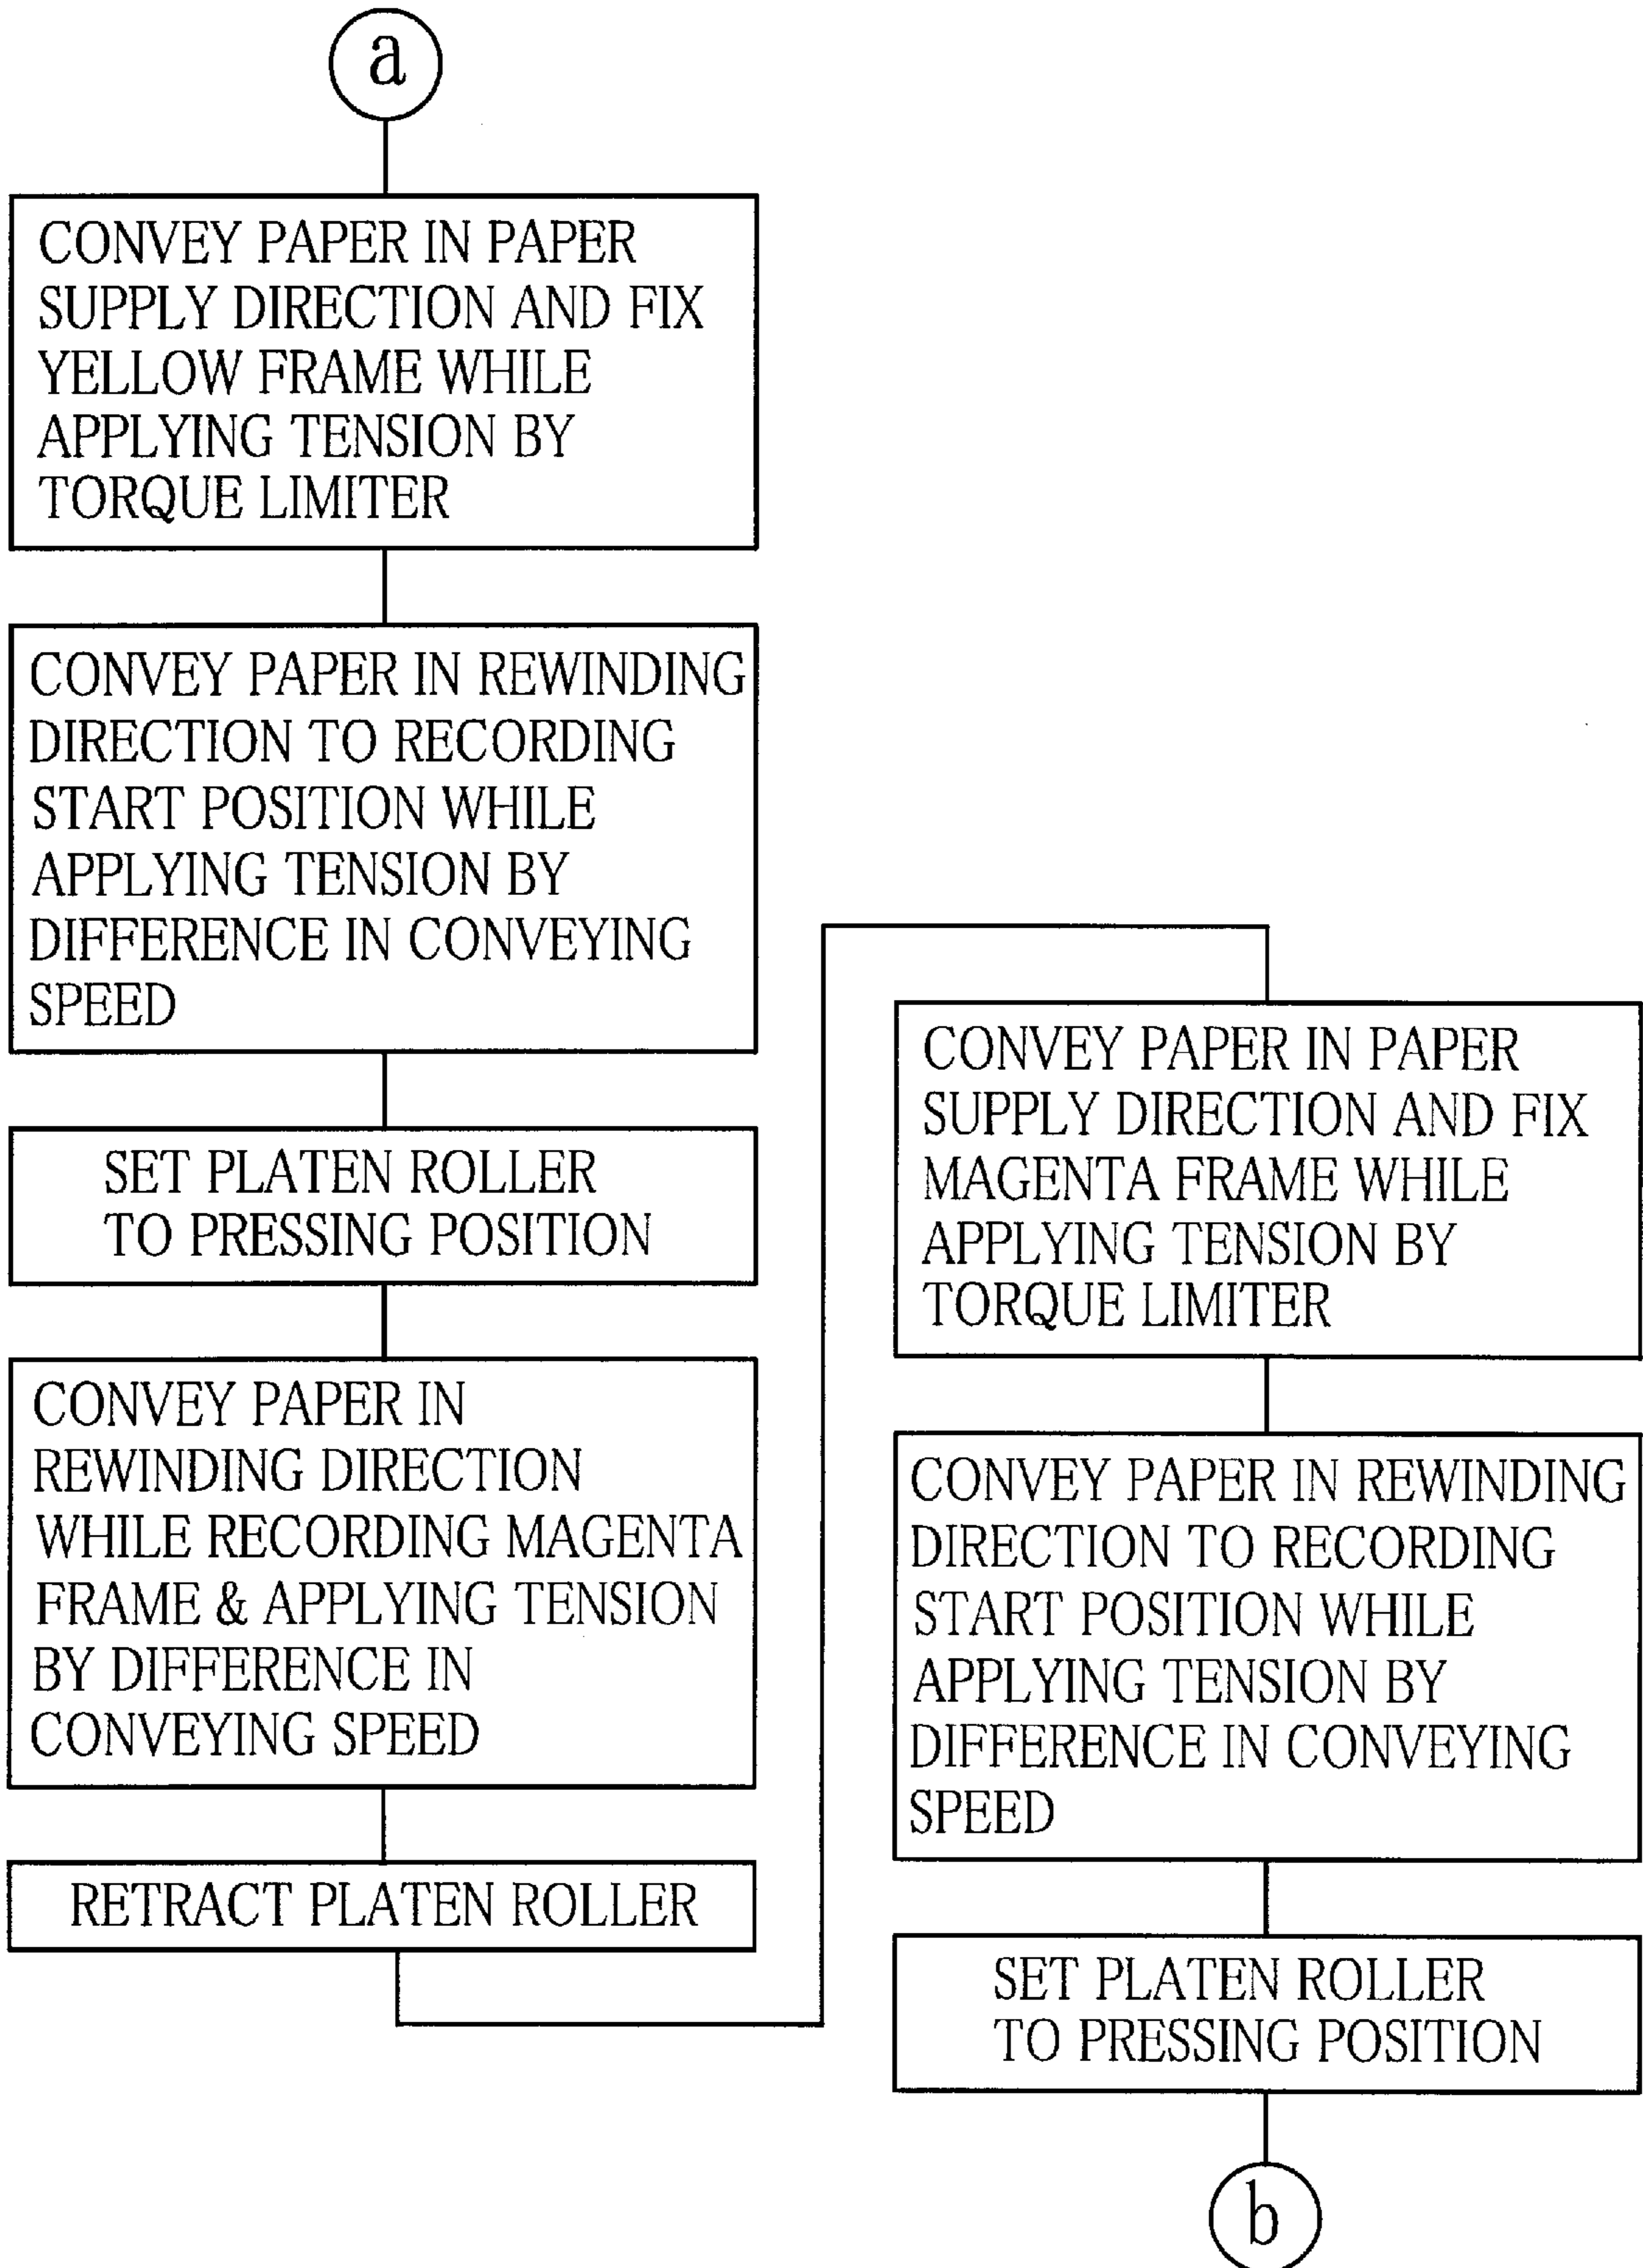 a
CONVEY PAPER IN PAPER
SUPPLY DIRECTION AND FIX
YELLOW FRAME WHILE
APPLYING TENSION BY
TORQUE LIMITER
CONVEY PAPER IN REWINDING
DIRECTION TO RECORDING
START POSITION WHILE
APPLYING TENSION BY
DIFFERENCE IN CONVEYING
SPEED
SET PLATEN ROLLER
TO PRESSING POSITION
CONVEY PAPER IN
REWINDING DIRECTION
WHILE RECORDING MAGENTA
FRAME & APPLYING TENSION
BY DIFFERENCE IN
CONVEYING SPEED
RETRACT PLATEN ROLLER
CONVEY PAPER IN PAPER
SUPPLY DIRECTION AND FIX
MAGENTA FRAME WHILE
APPLYING TENSION BY
TORQUE LIMITER
CONVEY PAPER IN REWINDING
DIRECTION TO RECORDING
START POSITION WHILE
APPLYING TENSION BY
DIFFERENCE IN CONVEYING
SPEED
SET PLATEN ROLLER
TO PRESSING POSITION
b